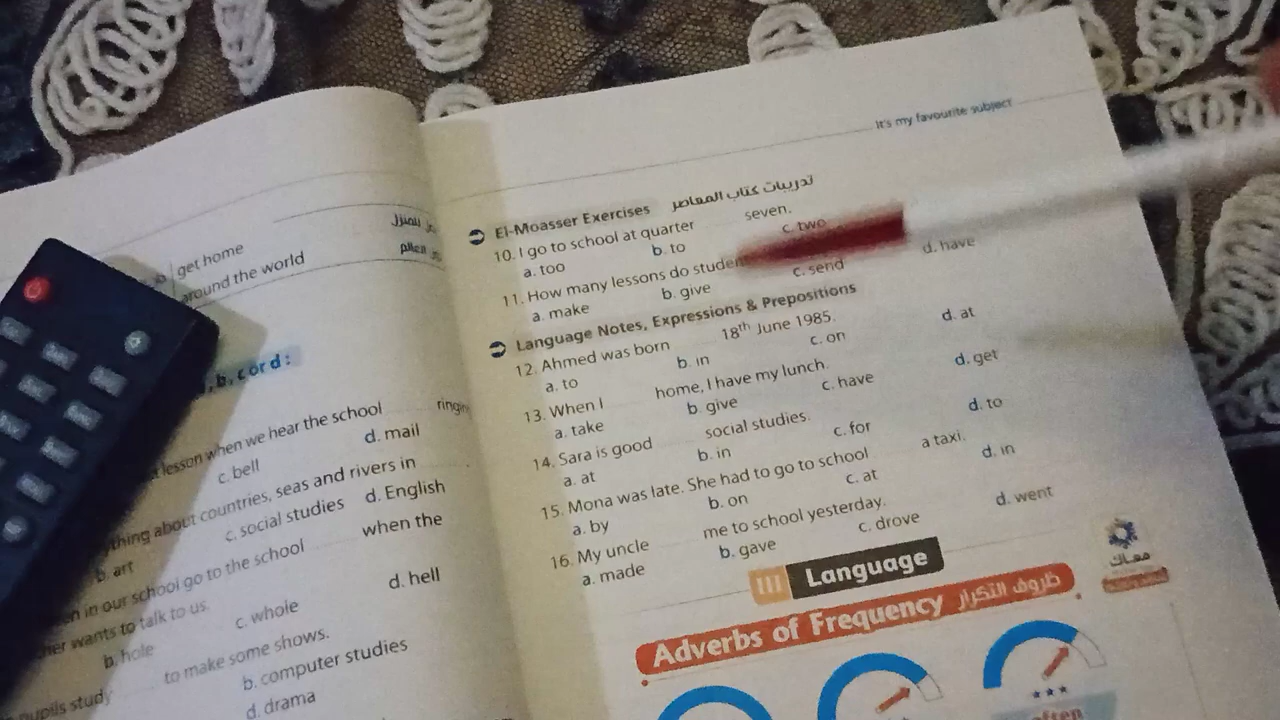 get home
around the world
b, c or d :
lesson when we hear the school
c. bell d. mail
about countries, seas and rivers in
b. art c. social studies d. English
in our school go to the school when the
wants to talk to us.
b. hole c. whole d. hell
pupils study to make some shows.
b. computer studies
d. drama
It's my favourite subject
El-Moasser Exercises تدريبات كتاب المعاصر
10. I go to school at quarter seven.
a. too b. to c. two
11. How many lessons do
a. make b. give c. send d. have
Language Notes, Expressions & Prepositions
12. Ahmed was born 18th June 1985.
a. to b. in c. on d. at
13. When I home, I have my lunch.
a. take b. give c. have d. get
14. Sara is good social studies.
a. at b. in c. for d. to
15. Mona was late. She had to go to school a taxi.
a. by b. on c. at d. in
16. My uncle me to school yesterday.
a. made b. gave c. drove d. went
III Language
Adverbs of Frequency ظروف التكرار
often